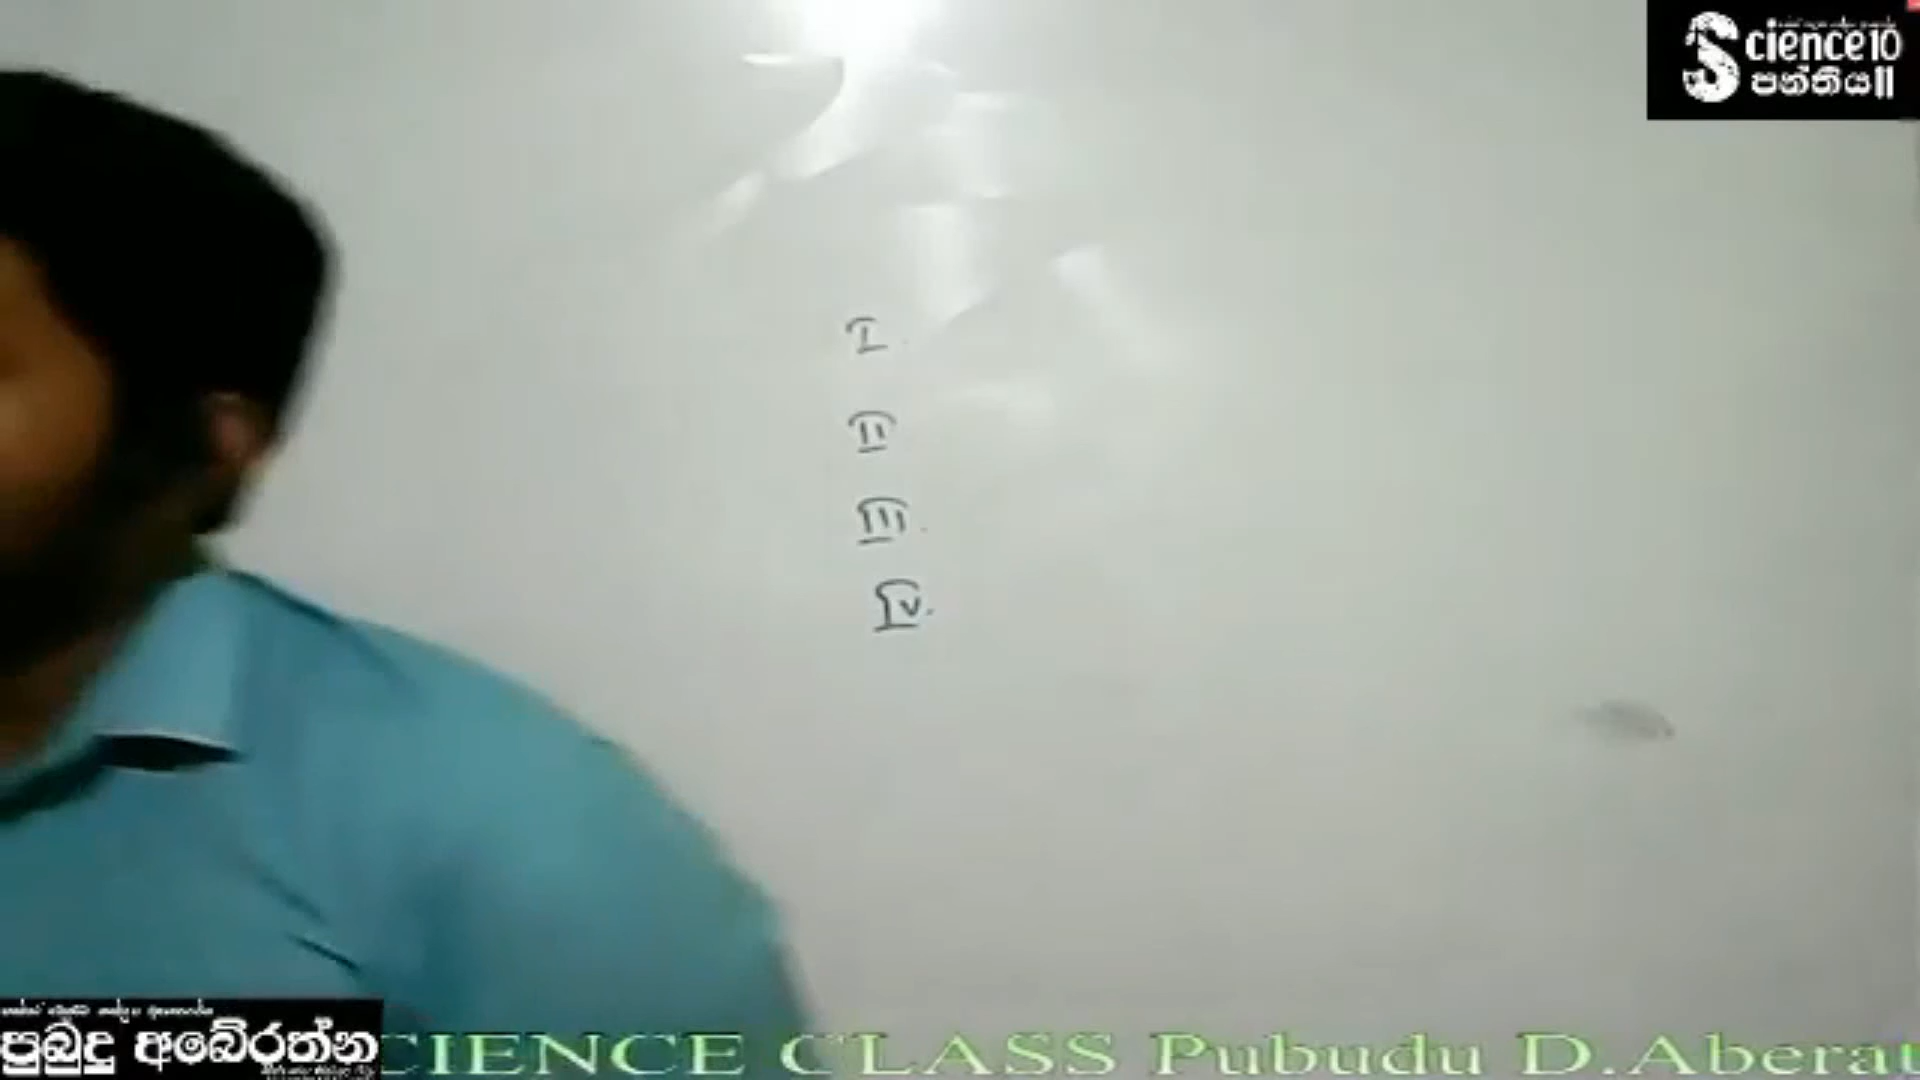 Science10
පන්තිය||
I.
II
III.
IV.
පුබුදු අබේරත්න
CIENCE CLASS Pubudu D.Aberat